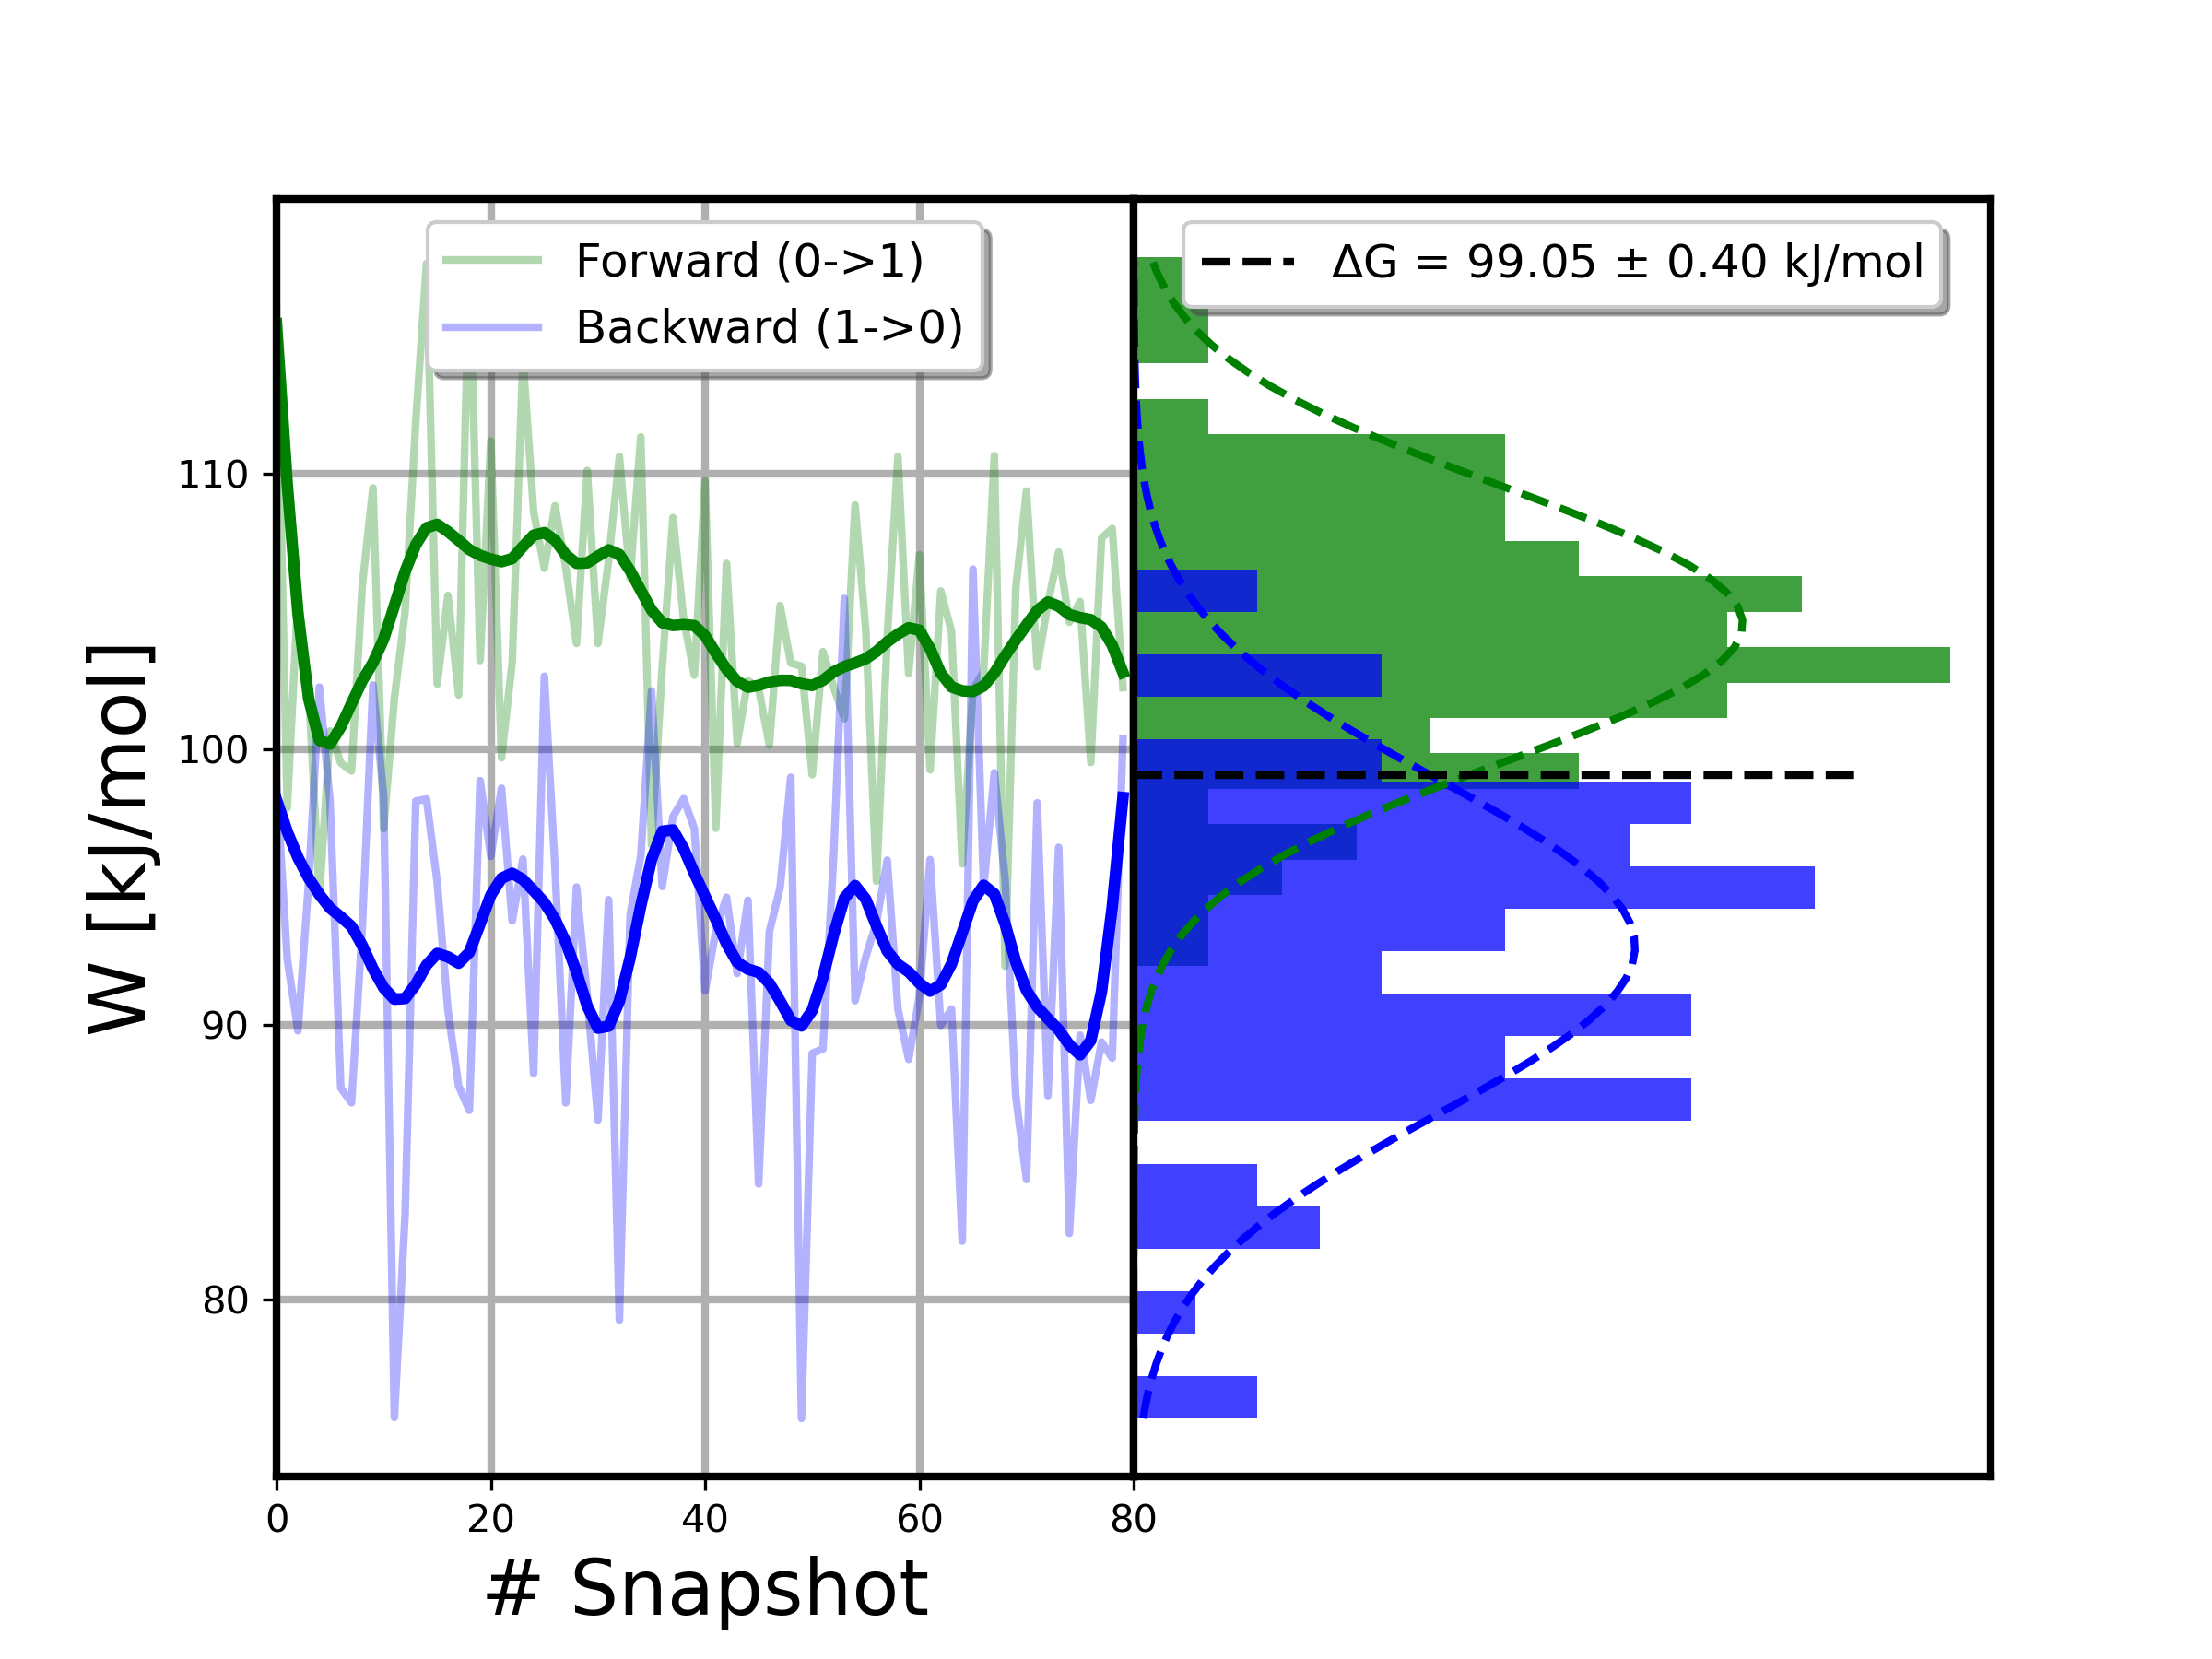 Forward (0->1)
Backward (1->0)
ΔG = 99.05 ± 0.40 kJ/mol
110
100
90
80
W [kJ/mol]
0 20 40 60 80
# Snapshot